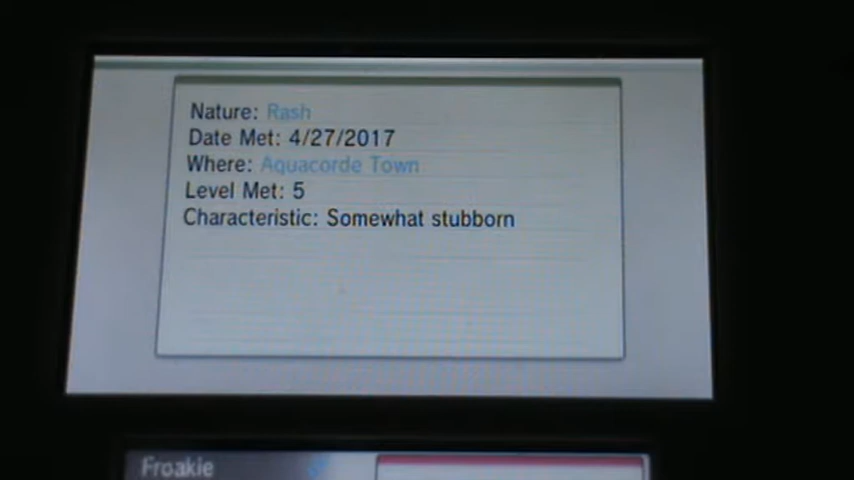 Nature: Rash
Date Met: 4/27/2017
Where: Aquacorde Town
Level Met: 5
Characteristic: Somewhat stubborn
Froakie